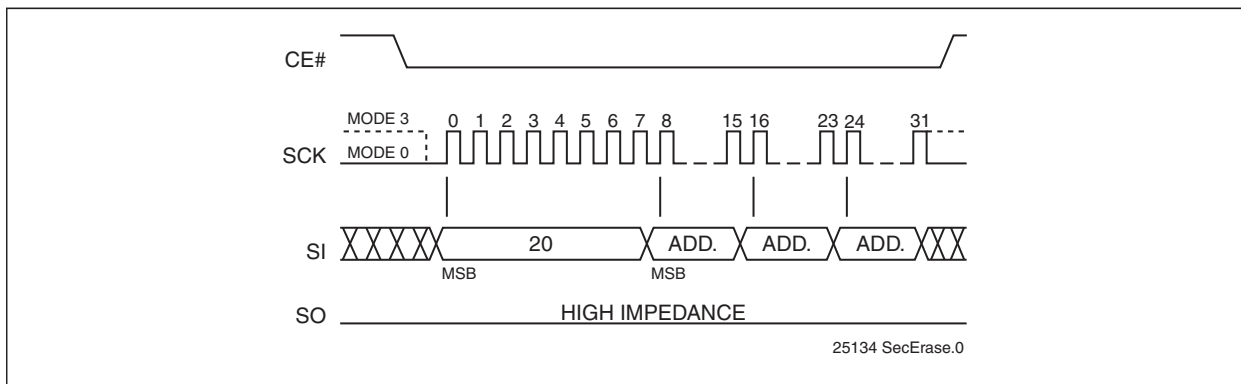 CE#
MODE 3
0 1 2 3 4 5 6 7 8 15 16 23 24 31
SCK
MODE 0
SI
20 ADD. ADD. ADD.
MSB MSB
SO
HIGH IMPEDANCE
25134 SecErase.0